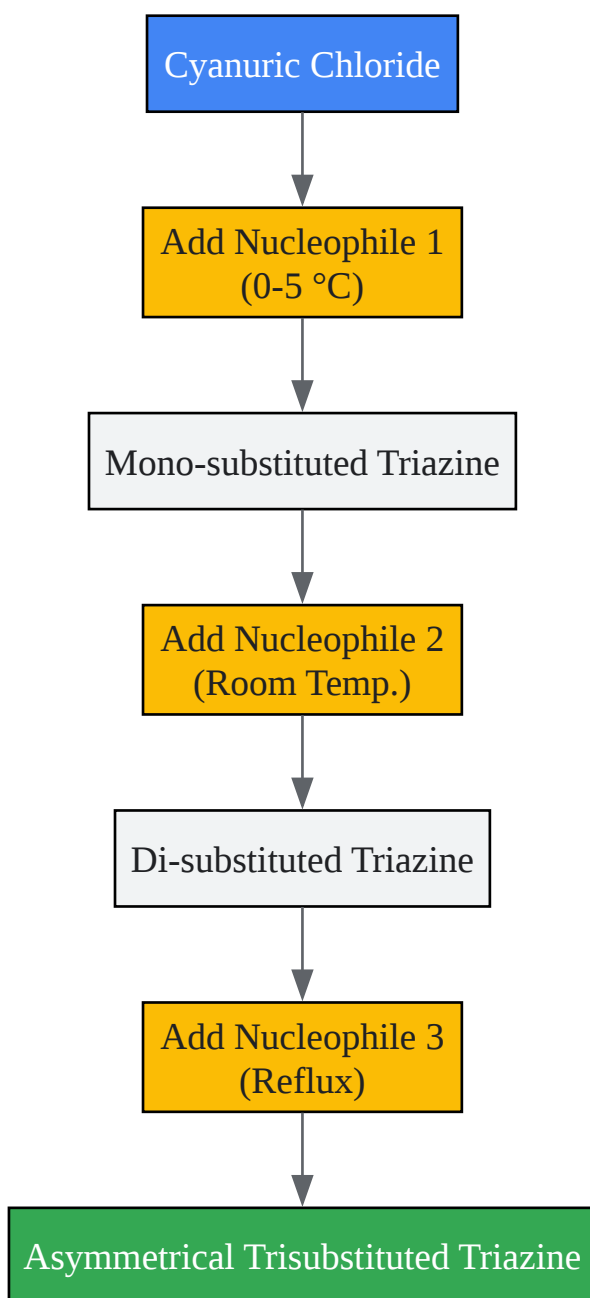 Cyanuric Chloride
Add Nucleophile 1
(0-5 °C)
Mono-substituted Triazine
Add Nucleophile 2
(Room Temp.)
Di-substituted Triazine
Add Nucleophile 3
(Reflux)
Asymmetrical Trisubstituted Triazine